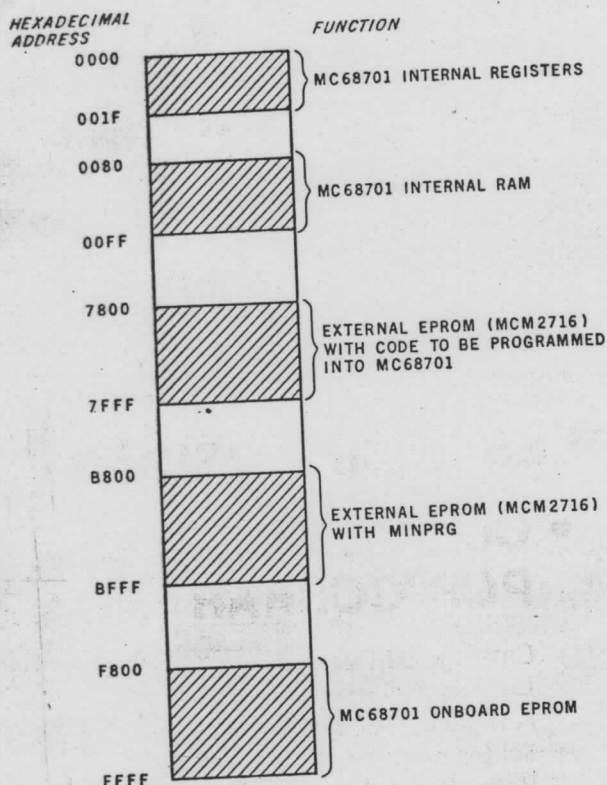 HEXADECIMAL
ADDRESS
FUNCTION
0000
MC68701 INTERNAL REGISTERS
001F
0080
MC68701 INTERNAL RAM
00FF
7800
EXTERNAL EPROM (MCM2716)
WITH CODE TO BE PROGRAMMED
INTO MC68701
7FFF
B800
EXTERNAL EPROM (MCM2716)
WITH MINPRG
BFFF
F800
MC68701 ONBOARD EPROM
FFFF